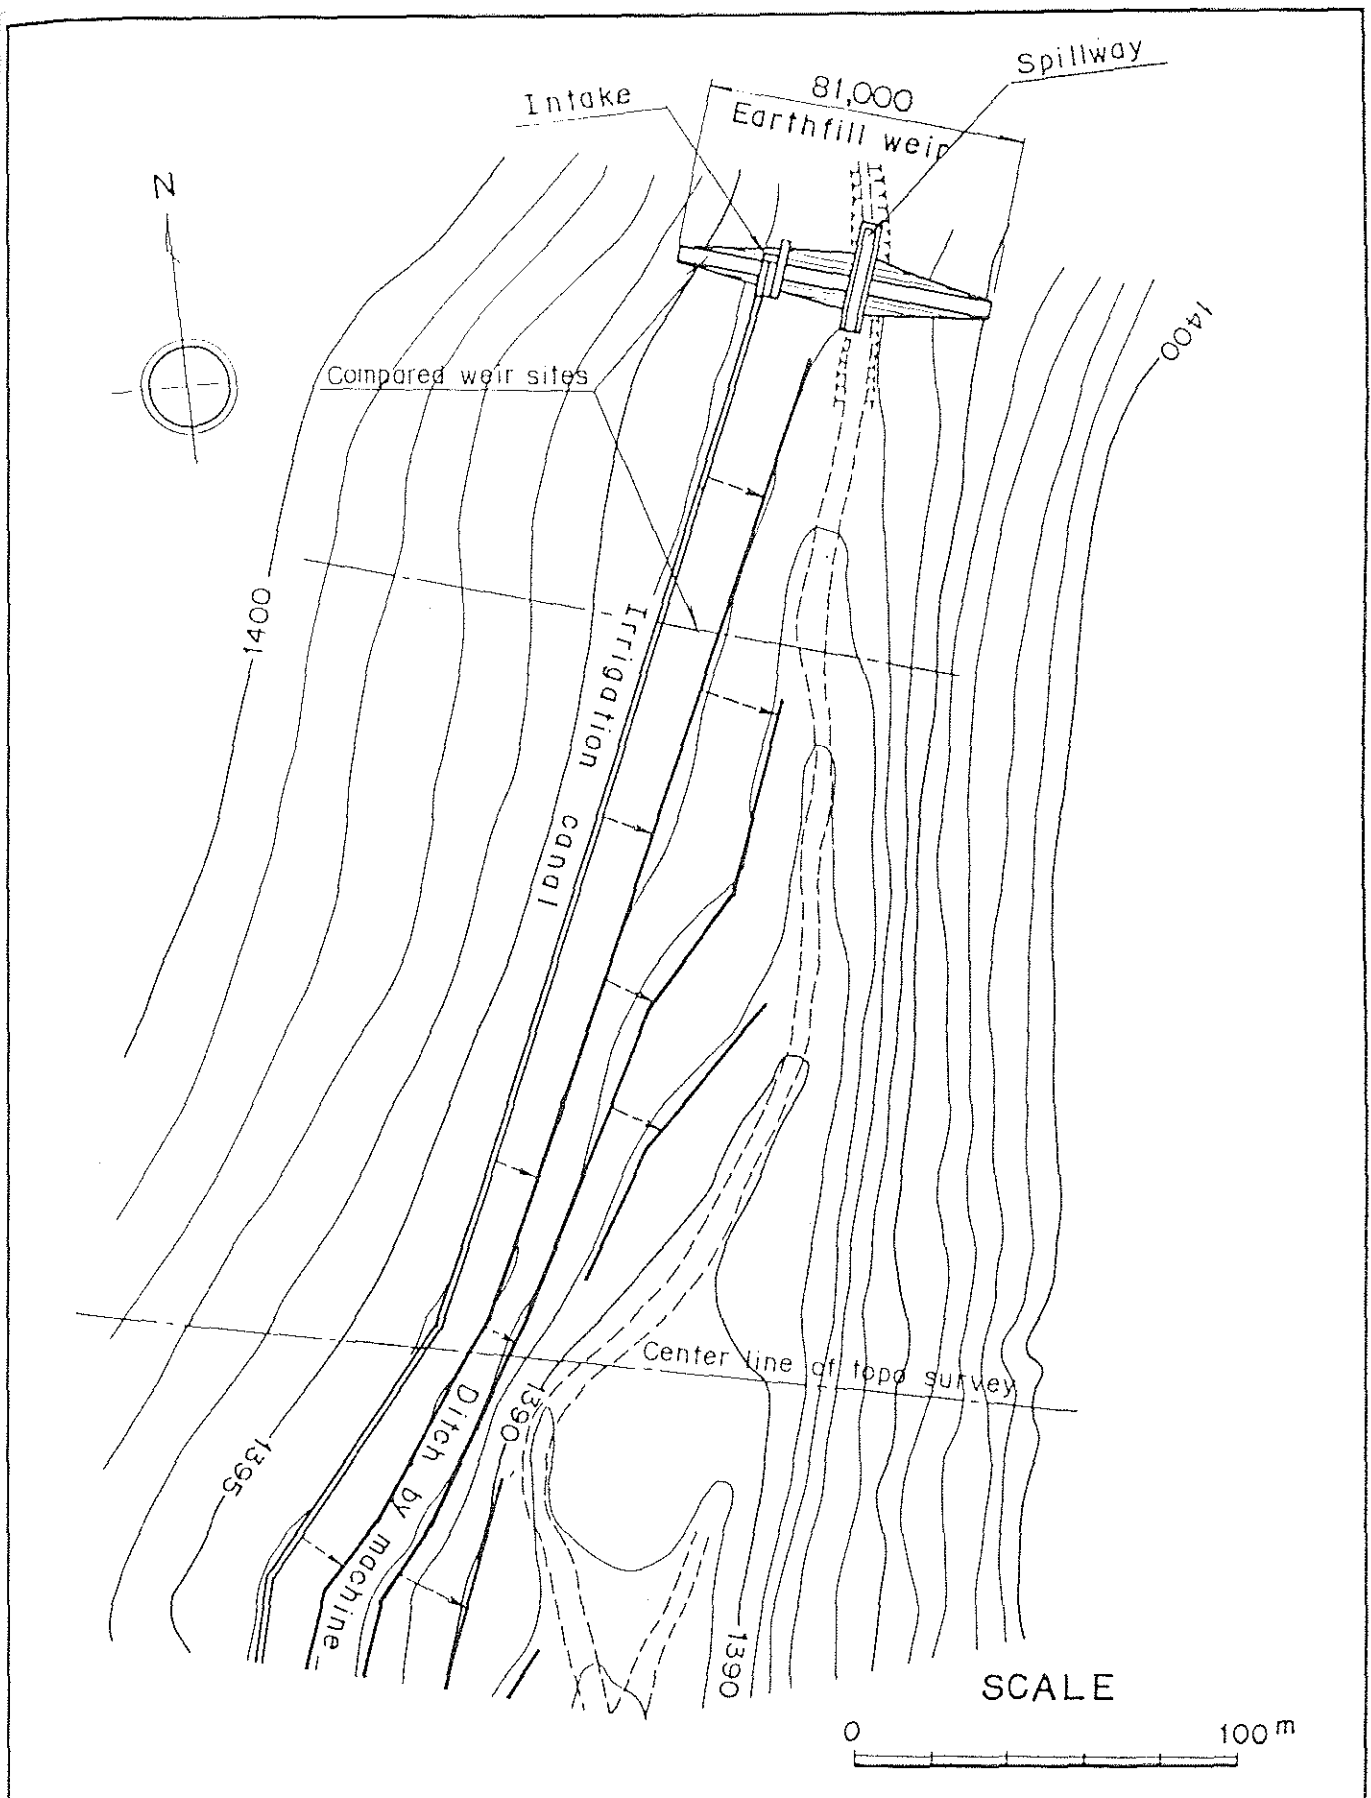 Spillway
81,000
Intake
Earthfill weir
N
1400
Compared weir sites
1400
Irrigation canal
Center line of topo survey
1390
1395
Ditch by machine
1390
SCALE
0 100 m